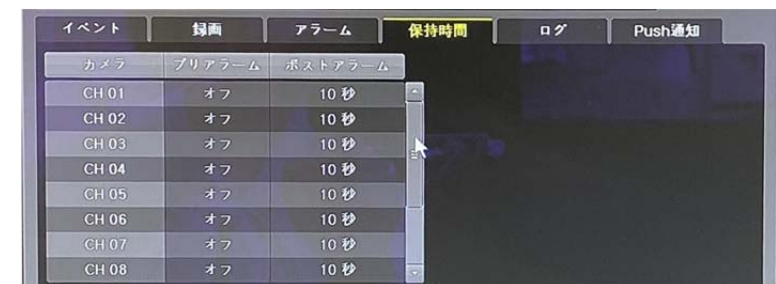 イベント 録画 アラーム 保持時間 ログ Push通知
カメラ プリアラーム ポストアラーム
CH 01 オフ 10 秒
CH 02 オフ 10 秒
CH 03 オフ 10 秒
CH 04 オフ 10 秒
CH 05 オフ 10 秒
CH 06 オフ 10 秒
CH 07 オフ 10 秒
CH 08 オフ 10 秒